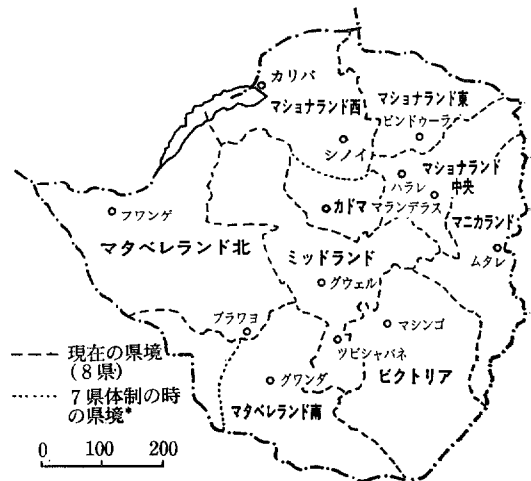 カリバ
マショナランド西
マショナランド東
ビンドゥーラ
シノイ
マショナランド
中央
ハラレ
マランデラス
カドマ
マニカランド
フワンゲ
マタベレランド北
ミッドランド
ムタレ
グウェル
ブラワヨ
マシンゴ
ツビシャバネ
グワンダ
ビクトリア
マタベレランド南
現在の県境
(8県)
7県体制の時
の県境*
0 100 200